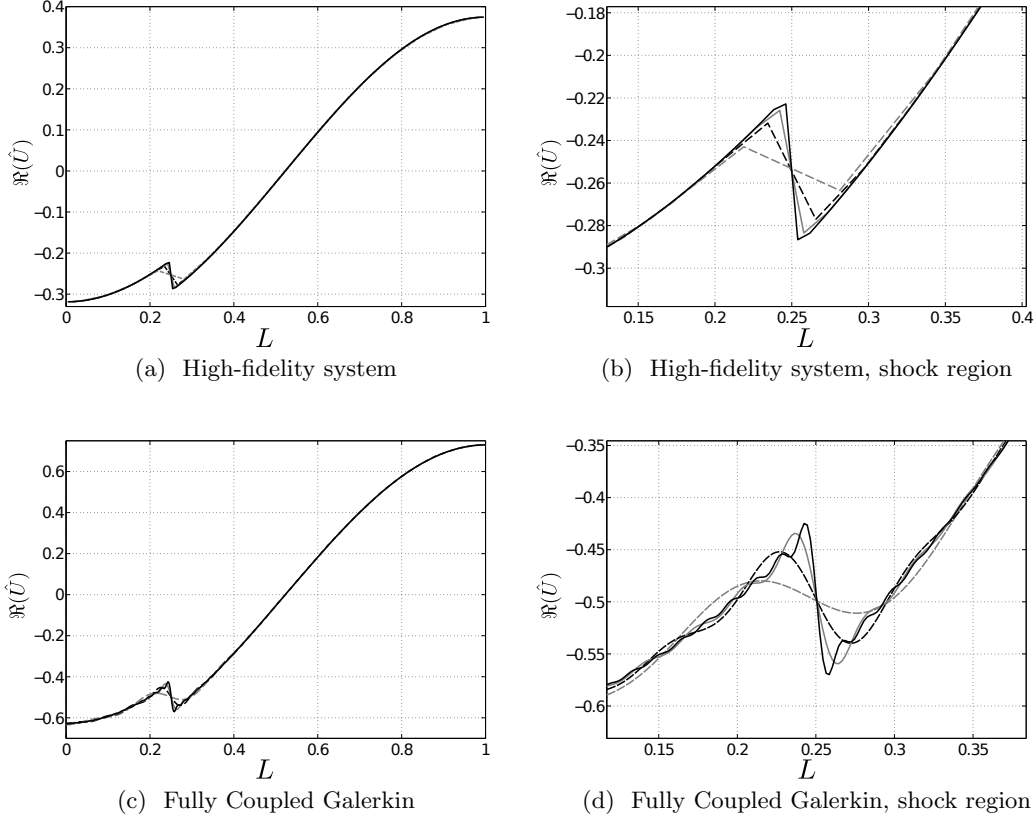 0.4
0.3
0.2
0.1
0
−0.1
−0.2
−0.3
ℜ(Û)
0 0.2 0.4 0.6 0.8 1
L
(a) High-fidelity system
−0.18
−0.2
−0.22
−0.24
−0.26
−0.28
−0.3
ℜ(Û)
0.15 0.2 0.25 0.3 0.35 0.4
L
(b) High-fidelity system, shock region
0.6
0.4
0.2
0
−0.2
−0.4
−0.6
ℜ(Û)
0 0.2 0.4 0.6 0.8 1
L
(c) Fully Coupled Galerkin
−0.35
−0.4
−0.45
−0.5
−0.55
−0.6
ℜ(Û)
0.15 0.2 0.25 0.3 0.35
L
(d) Fully Coupled Galerkin, shock region